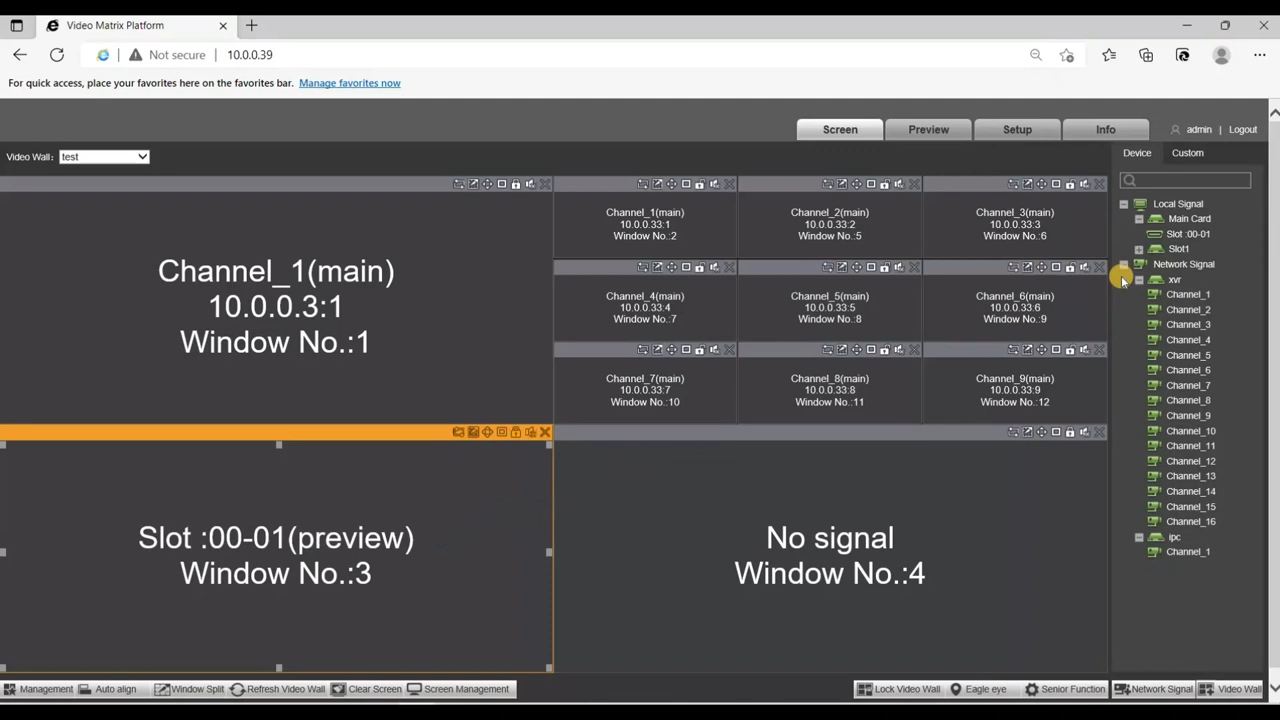 Video Matrix Platform
Not secure 10.0.0.39
For quick access, place your favorites here on the favorites bar. Manage favorites now
Screen Preview Setup Info admin | Logout
Video Wall: test
Device Custom
Channel_1(main)
10.0.0.3:1
Window No.:1
Channel_1(main)
10.0.0.33:1
Window No.:2
Channel_2(main)
10.0.0.33:2
Window No.:5
Channel_3(main)
10.0.0.33:3
Window No.:6
Channel_4(main)
10.0.0.33:4
Window No.:7
Channel_5(main)
10.0.0.33:5
Window No.:8
Channel_6(main)
10.0.0.33:6
Window No.:9
Channel_7(main)
10.0.0.33:7
Window No.:10
Channel_8(main)
10.0.0.33:8
Window No.:11
Channel_9(main)
10.0.0.33:9
Window No.:12
Slot :00-01(preview)
Window No.:3
No signal
Window No.:4
Local Signal
Main Card
Slot :00-01
Slot1
Network Signal
xvr
Channel_1
Channel_2
Channel_3
Channel_4
Channel_5
Channel_6
Channel_7
Channel_8
Channel_9
Channel_10
Channel_11
Channel_12
Channel_13
Channel_14
Channel_15
Channel_16
ipc
Channel_1
Management Auto align Window Split Refresh Video Wall Clear Screen Screen Management Lock Video Wall Eagle eye Senior Function Network Signal Video Wall